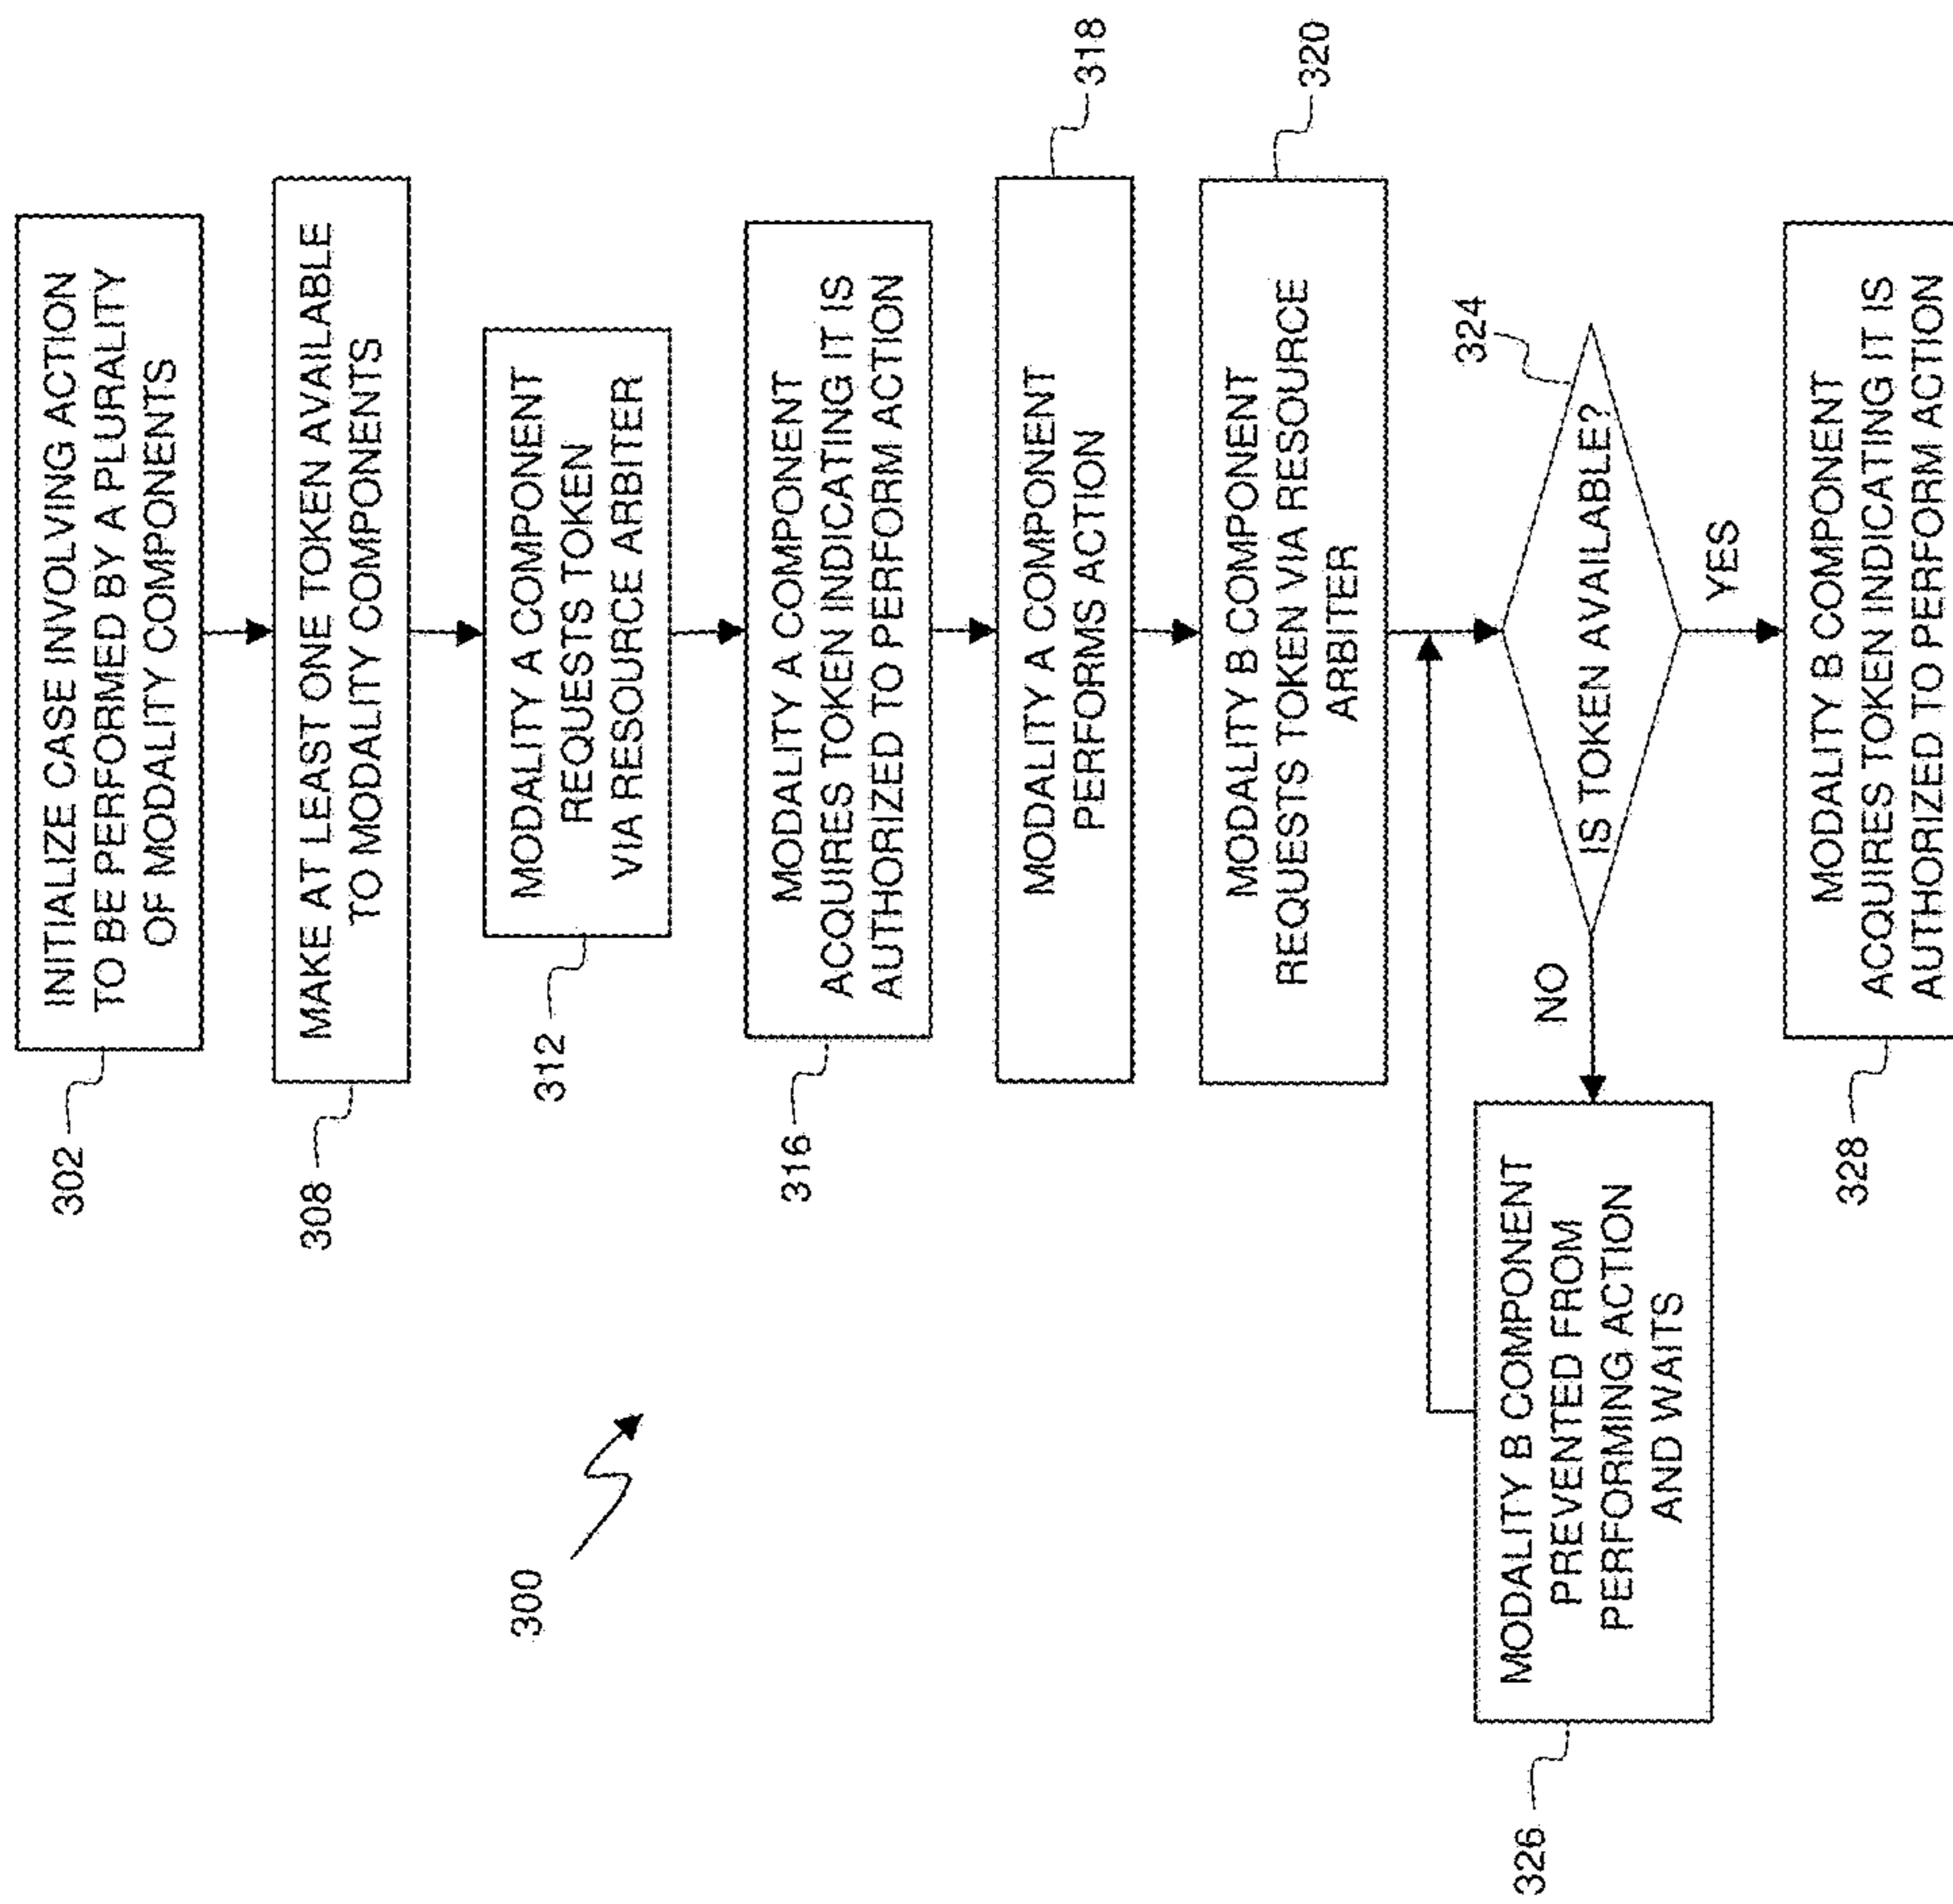 300
302
INITIALIZE CASE INVOLVING ACTION
TO BE PERFORMED BY A PLURALITY
OF MODALITY COMPONENTS
308
MAKE AT LEAST ONE TOKEN AVAILABLE
TO MODALITY COMPONENTS
312
MODALITY A COMPONENT
REQUESTS TOKEN
VIA RESOURCE ARBITER
316
MODALITY A COMPONENT
ACQUIRES TOKEN INDICATING IT IS
AUTHORIZED TO PERFORM ACTION
318
MODALITY A COMPONENT
PERFORMS ACTION
320
MODALITY B COMPONENT
REQUESTS TOKEN VIA RESOURCE
ARBITER
324
IS TOKEN AVAILABLE?
NO
YES
326
MODALITY B COMPONENT
PREVENTED FROM
PERFORMING ACTION
AND WAITS
328
MODALITY B COMPONENT
ACQUIRES TOKEN INDICATING IT IS
AUTHORIZED TO PERFORM ACTION